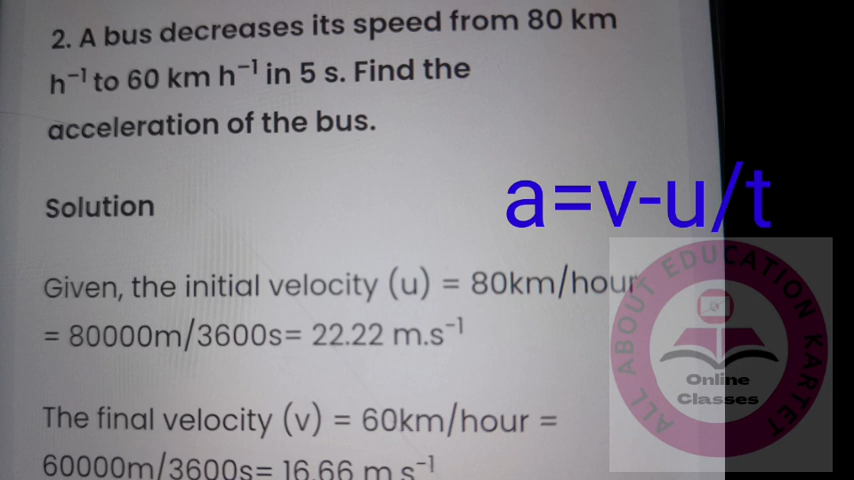 2. A bus decreases its speed from 80 km
h⁻¹ to 60 km h⁻¹ in 5 s. Find the
acceleration of the bus.
a=v-u/t
Solution
Given, the initial velocity (u) = 80km/hour
= 80000m/3600s= 22.22 m.s⁻¹
The final velocity (v) = 60km/hour =
60000m/3600s= 16.66 m.s⁻¹
ALL ABOUT EDUCATION KARTET
Online
Classes